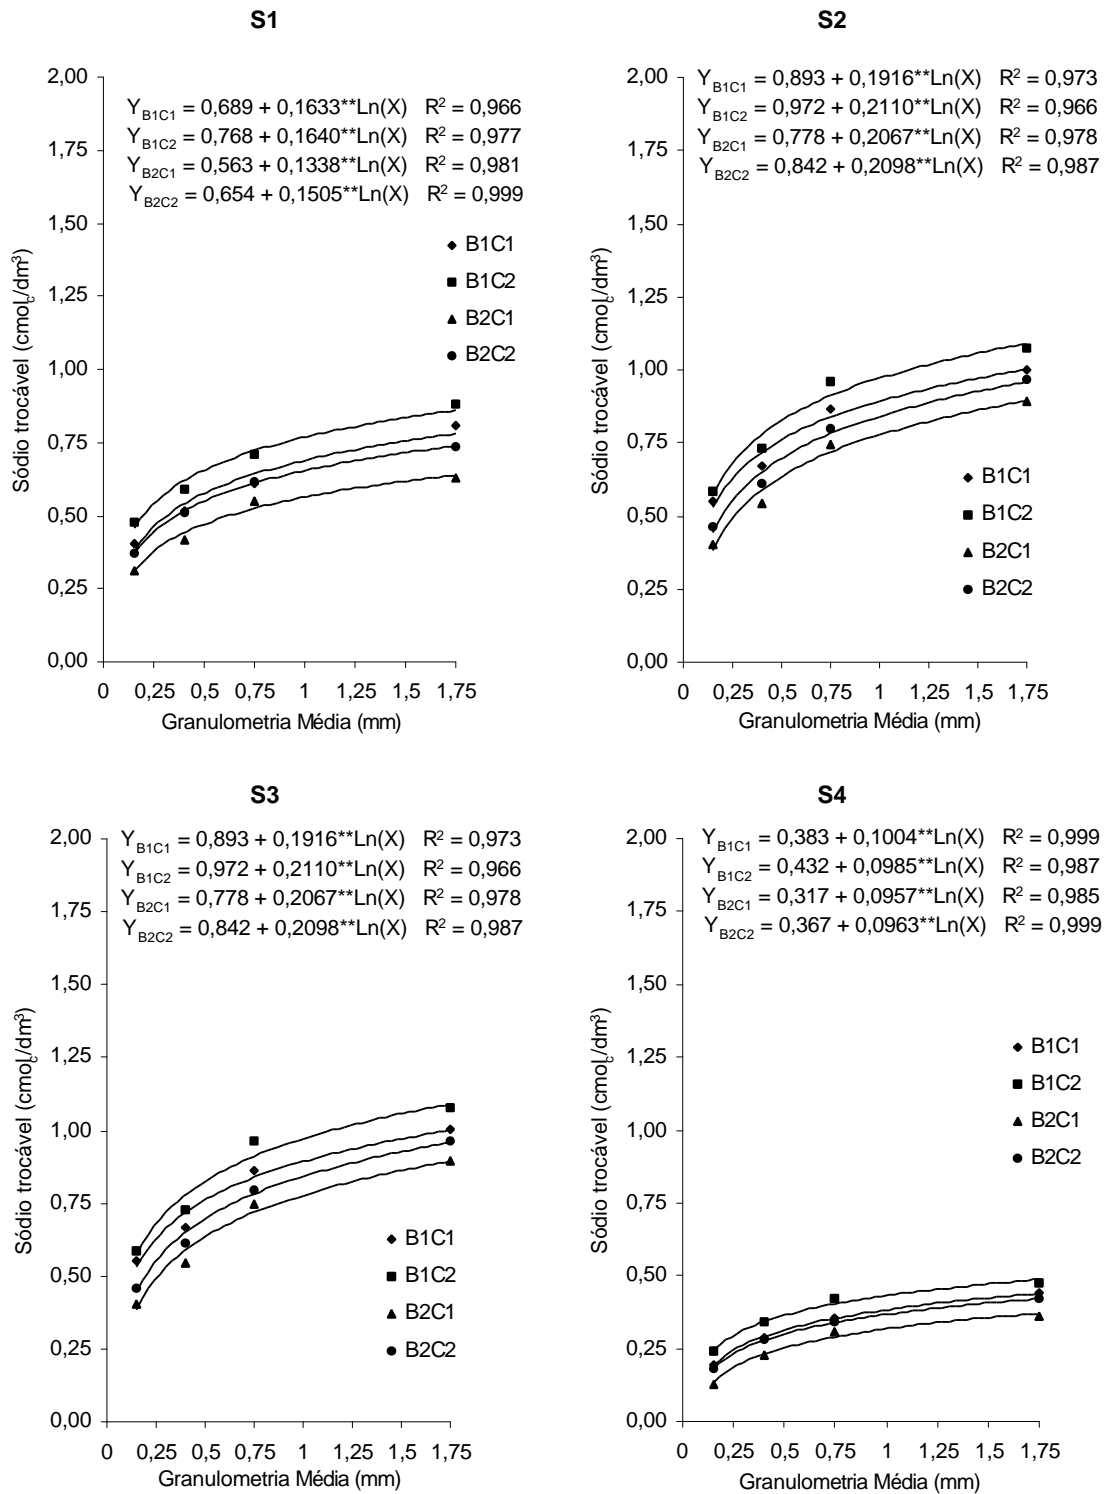 S1
Y B1C1 = 0,689 + 0,1633**Ln(X) R² = 0,966
Y B1C2 = 0,768 + 0,1640**Ln(X) R² = 0,977
Y B2C1 = 0,563 + 0,1338**Ln(X) R² = 0,981
Y B2C2 = 0,654 + 0,1505**Ln(X) R² = 0,999
2,00
1,75
1,50
1,25
1,00
0,75
0,50
0,25
0,00
Sódio trocável (cmolc/dm³)
B1C1
B1C2
B2C1
B2C2
0 0,25 0,5 0,75 1 1,25 1,5 1,75
Granulometria Média (mm)
S2
Y B1C1 = 0,893 + 0,1916**Ln(X) R² = 0,973
Y B1C2 = 0,972 + 0,2110**Ln(X) R² = 0,966
Y B2C1 = 0,778 + 0,2067**Ln(X) R² = 0,978
Y B2C2 = 0,842 + 0,2098**Ln(X) R² = 0,987
2,00
1,75
1,50
1,25
1,00
0,75
0,50
0,25
0,00
Sódio trocável (cmolc/dm³)
B1C1
B1C2
B2C1
B2C2
0 0,25 0,5 0,75 1 1,25 1,5 1,75
Granulometria Média (mm)
S3
Y B1C1 = 0,893 + 0,1916**Ln(X) R² = 0,973
Y B1C2 = 0,972 + 0,2110**Ln(X) R² = 0,966
Y B2C1 = 0,778 + 0,2067**Ln(X) R² = 0,978
Y B2C2 = 0,842 + 0,2098**Ln(X) R² = 0,987
2,00
1,75
1,50
1,25
1,00
0,75
0,50
0,25
0,00
Sódio trocável (cmolc/dm³)
B1C1
B1C2
B2C1
B2C2
0 0,25 0,5 0,75 1 1,25 1,5 1,75
Granulometria Média (mm)
S4
Y B1C1 = 0,383 + 0,1004**Ln(X) R² = 0,999
Y B1C2 = 0,432 + 0,0985**Ln(X) R² = 0,987
Y B2C1 = 0,317 + 0,0957**Ln(X) R² = 0,985
Y B2C2 = 0,367 + 0,0963**Ln(X) R² = 0,999
2,00
1,75
1,50
1,25
1,00
0,75
0,50
0,25
0,00
Sódio trocável (cmolc/dm³)
B1C1
B1C2
B2C1
B2C2
0 0,25 0,5 0,75 1 1,25 1,5 1,75
Granulometria Média (mm)